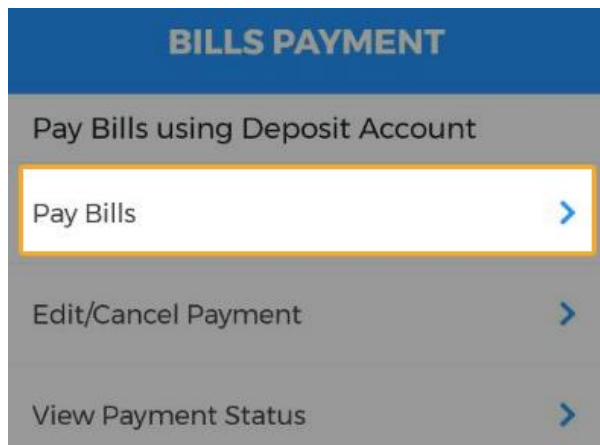 BILLS PAYMENT
Pay Bills using Deposit Account
Pay Bills
Edit/Cancel Payment
View Payment Status